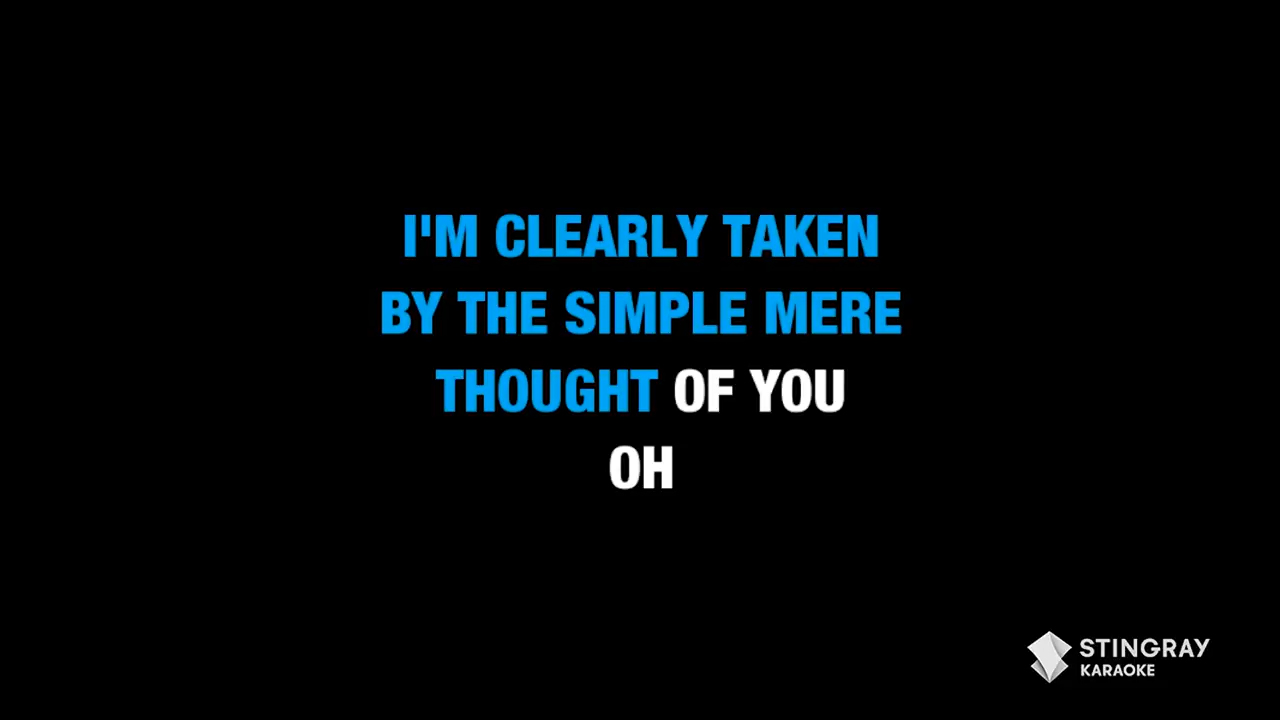 I'M CLEARLY TAKEN
BY THE SIMPLE MERE
THOUGHT OF YOU
OH
STINGRAY
KARAOKE